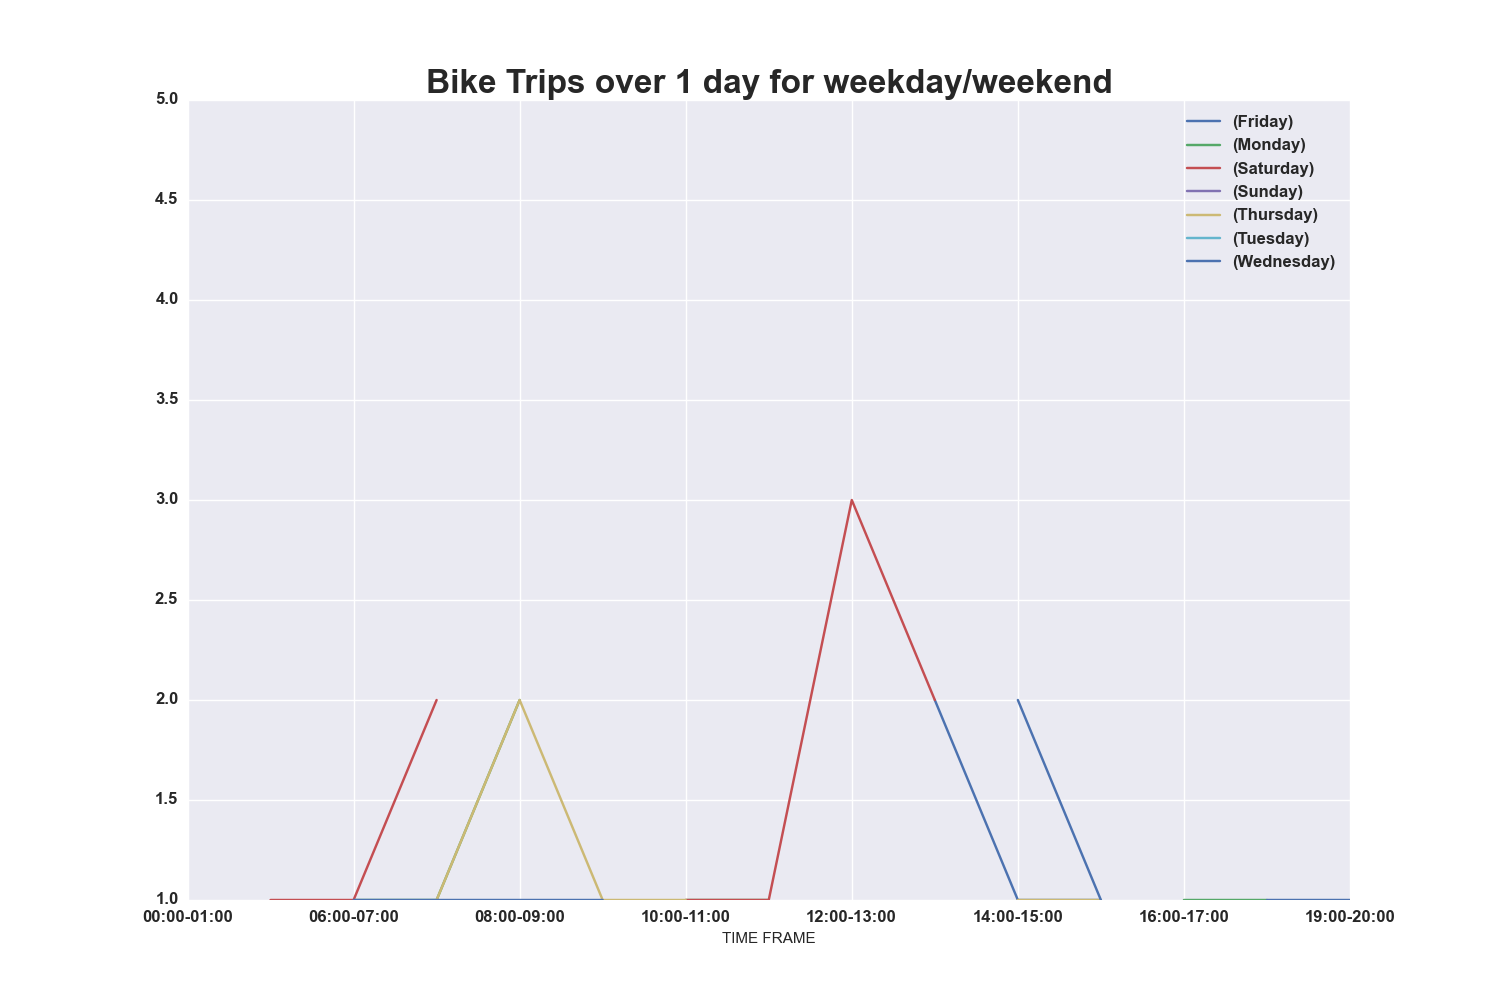 Bike Trips over 1 day for weekday/weekend
5.0
4.5
4.0
3.5
3.0
2.5
2.0
1.5
1.0
(Friday)
(Monday)
(Saturday)
(Sunday)
(Thursday)
(Tuesday)
(Wednesday)
00:00-01:00 06:00-07:00 08:00-09:00 10:00-11:00 12:00-13:00 14:00-15:00 16:00-17:00 19:00-20:00
TIME FRAME